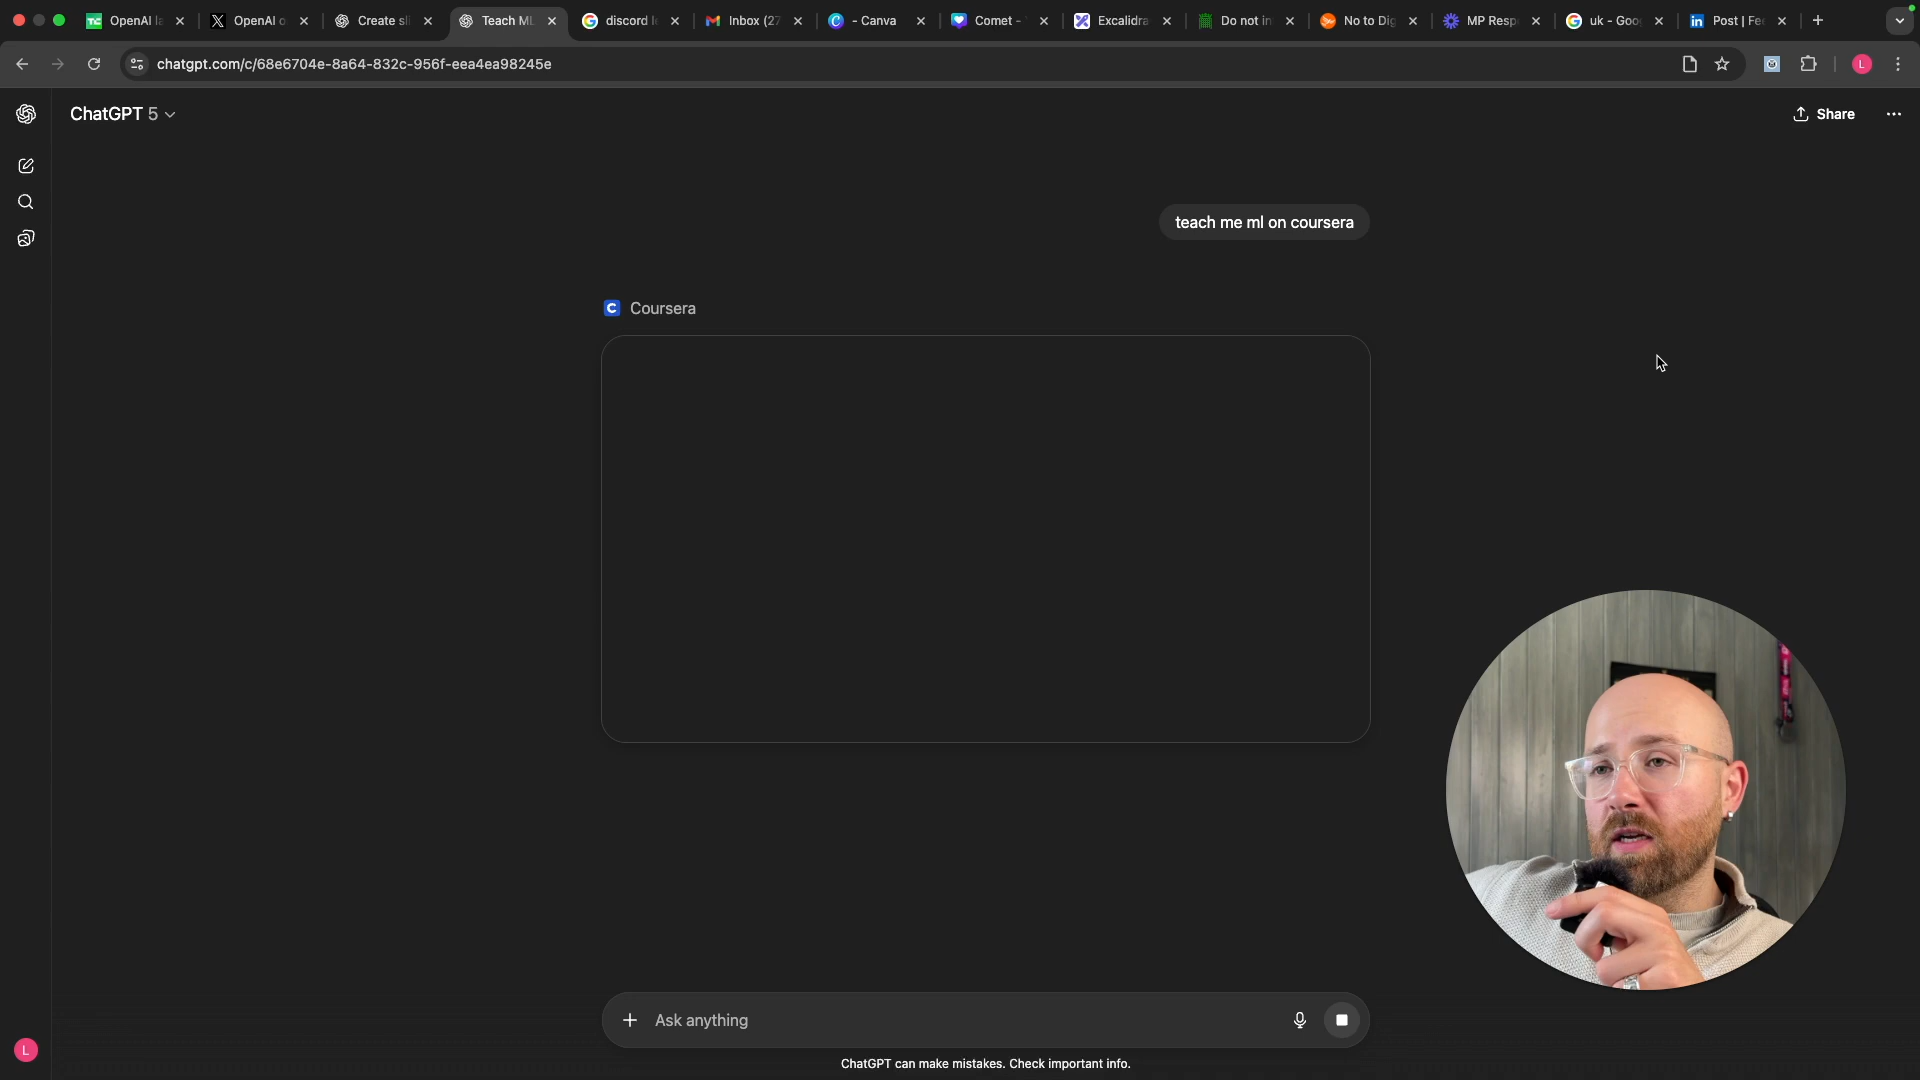 OpenAI la
OpenAI o
Create sli
Teach ML
discord le
Inbox (27
- Canva
Comet -
Excalidra
Do not in
No to Dig
MP Resp
uk - Goo
Post | Fee
chatgpt.com/c/68e6704e-8a64-832c-956f-eea4ea98245e
L
ChatGPT 5
Share
teach me ml on coursera
C Coursera
Ask anything
L
ChatGPT can make mistakes. Check important info.